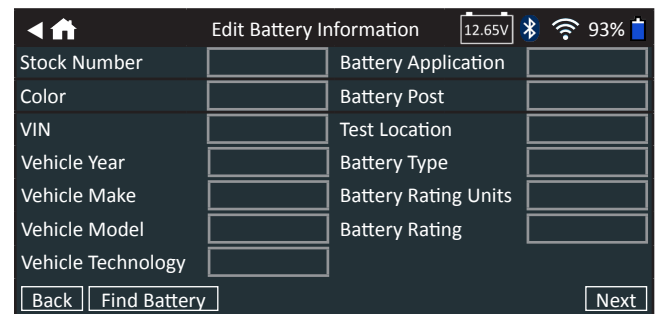 Edit Battery Information 12.65V 93%
Stock Number Battery Application
Color Battery Post
VIN Test Location
Vehicle Year Battery Type
Vehicle Make Battery Rating Units
Vehicle Model Battery Rating
Vehicle Technology
Back Find Battery Next